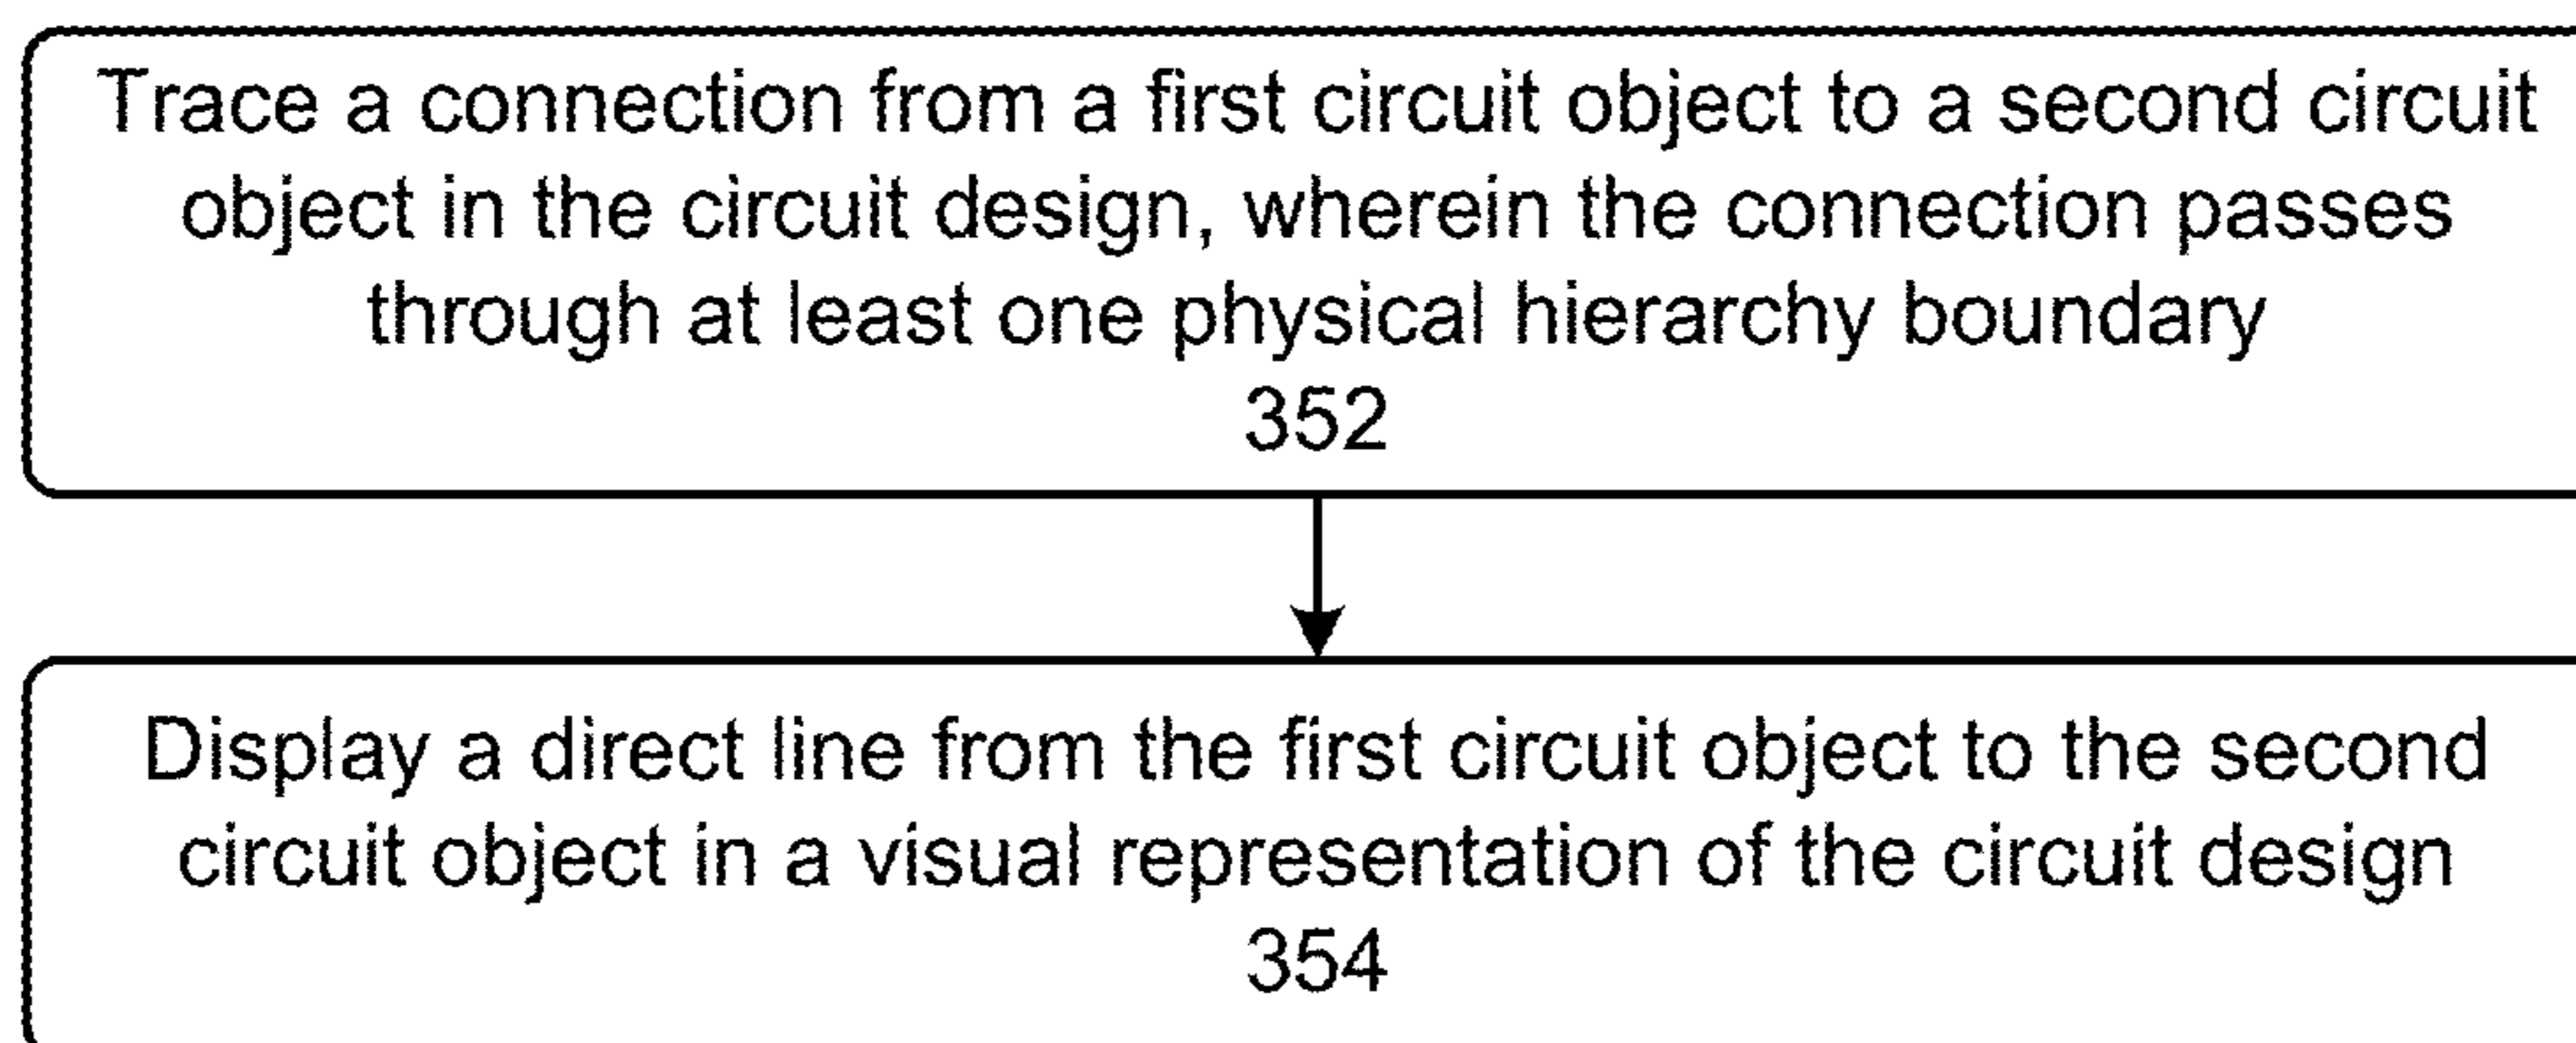 Trace a connection from a first circuit object to a second circuit
object in the circuit design, wherein the connection passes
through at least one physical hierarchy boundary
352
Display a direct line from the first circuit object to the second
circuit object in a visual representation of the circuit design
354